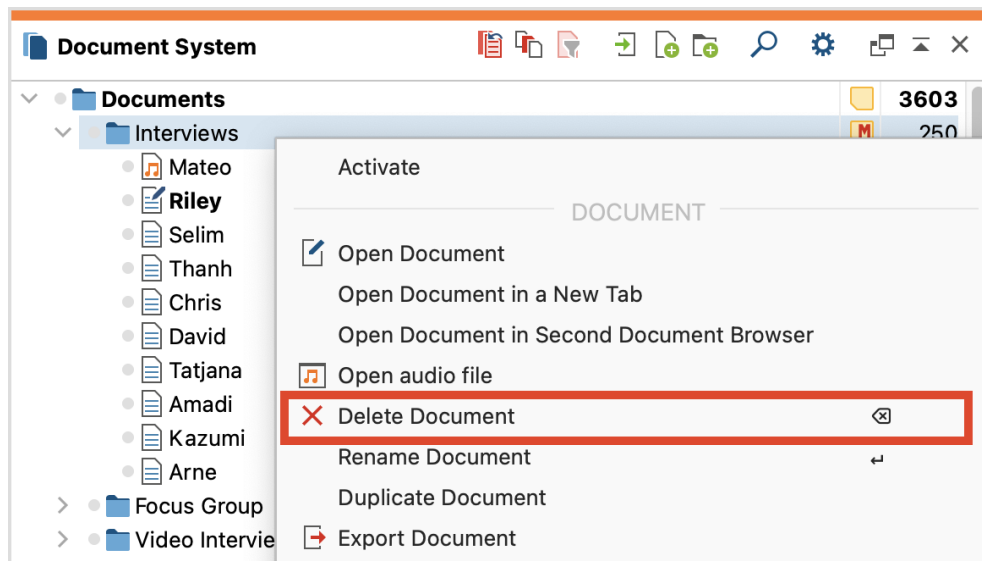 Document System
Documents 3603
Interviews M 250
Mateo
Riley
Selim
Thanh
Chris
David
Tatjana
Amadi
Kazumi
Arne
Focus Group
Video Intervie
Activate
DOCUMENT
Open Document
Open Document in a New Tab
Open Document in Second Document Browser
Open audio file
Delete Document
Rename Document
Duplicate Document
Export Document